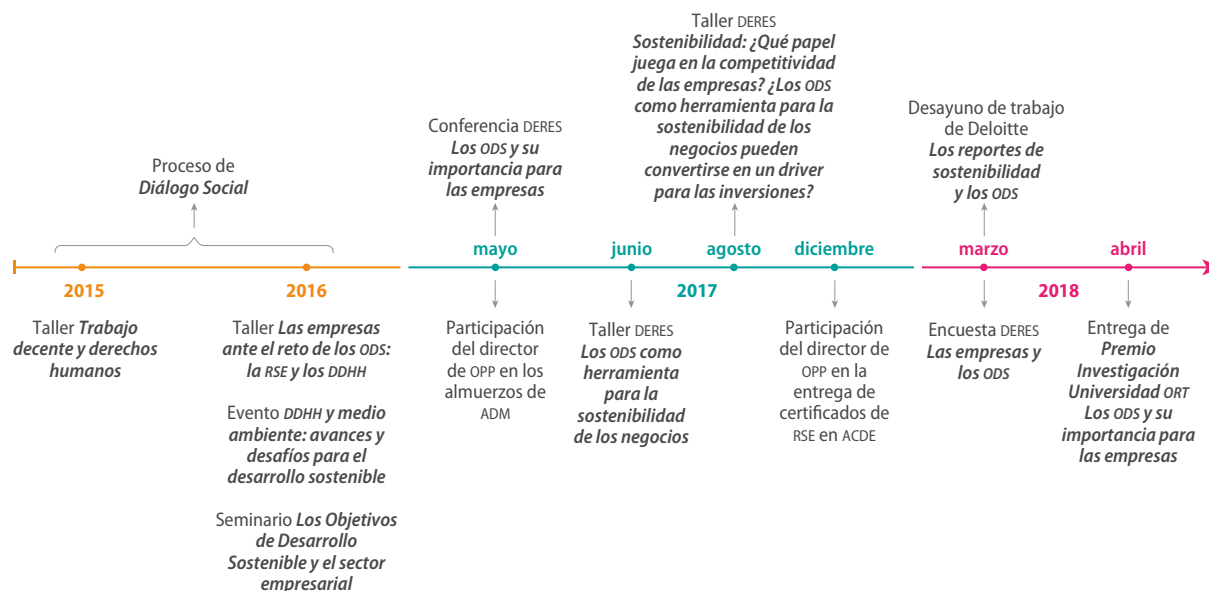 Proceso de
Diálogo Social
Conferencia DERES
Los ODS y su
importancia para
las empresas
Taller DERES
Sostenibilidad: ¿Qué papel
juega en la competitividad
de las empresas? ¿Los ODS
como herramienta para la
sostenibilidad de los
negocios pueden
convertirse en un driver
para las inversiones?
Desayuno de trabajo
de Deloitte
Los reportes de
sostenibilidad
y los ODS
mayo
junio
agosto
diciembre
marzo
abril
2015
2016
2017
2018
Taller Trabajo
decente y derechos
humanos
Taller Las empresas
ante el reto de los ODS:
la RSE y los DDHH
Evento DDHH y medio
ambiente: avances y
desafíos para el
desarrollo sostenible
Seminario Los Objetivos
de Desarrollo
Sostenible y el sector
empresarial
Participación
del director
de OPP en los
almuerzos de
ADM
Taller DERES
Los ODS como
herramienta
para la
sostenibilidad
de los negocios
Participación
del director de
OPP en la
entrega de
certificados de
RSE en ACDE
Encuesta DERES
Las empresas y
los ODS
Entrega de
Premio
Investigación
Universidad ORT
Los ODS y su
importancia para
las empresas